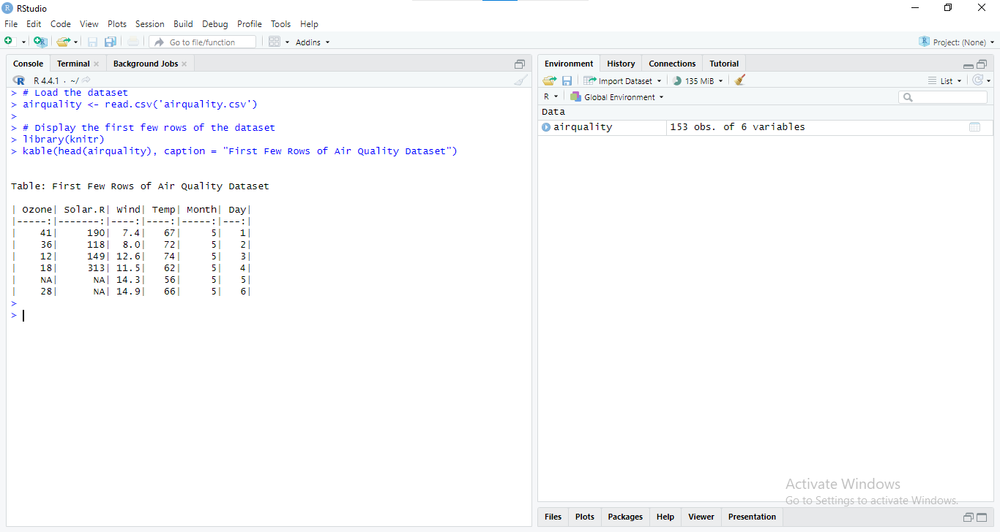 RStudio
File Edit Code View Plots Session Build Debug Profile Tools Help
Go to file/function Addins Project: (None)
Console Terminal Background Jobs
R 4.4.1 · ~/
> # Load the dataset
> airquality <- read.csv('airquality.csv')
>
> # Display the first few rows of the dataset
> library(knitr)
> kable(head(airquality), caption = "First Few Rows of Air Quality Dataset")
Table: First Few Rows of Air Quality Dataset
| Ozone| Solar.R| Wind| Temp| Month| Day|
|-----:|-------:|----:|----:|-----:|---:|
|    41|     190|  7.4|   67|     5|   1|
|    36|     118|  8.0|   72|     5|   2|
|    12|     149| 12.6|   74|     5|   3|
|    18|     313| 11.5|   62|     5|   4|
|    NA|      NA| 14.3|   56|     5|   5|
|    28|      NA| 14.9|   66|     5|   6|
>
>
Environment History Connections Tutorial
Import Dataset 135 MiB List
R Global Environment
Data
airquality 153 obs. of 6 variables
Activate Windows
Go to Settings to activate Windows.
Files Plots Packages Help Viewer Presentation